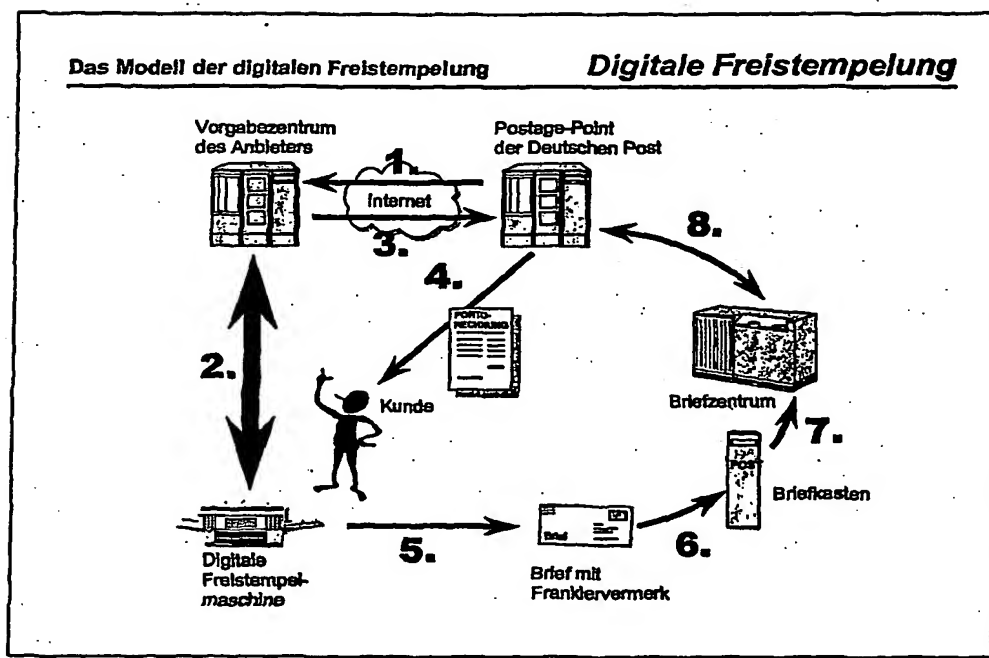 Das Modell der digitalen Freistempelung
Digitale Freistempelung
Vorgabezentrum
des Anbieters
Postage-Point
der Deutschen Post
1.
Internet
3.
8.
4.
PORTO-
RECHNUNG
2.
Kunde
Briefzentrum
7.
POST
Briefkasten
5.
Brief
6.
Digitale
Freistempel-
maschine
Brief mit
Frankiervermerk